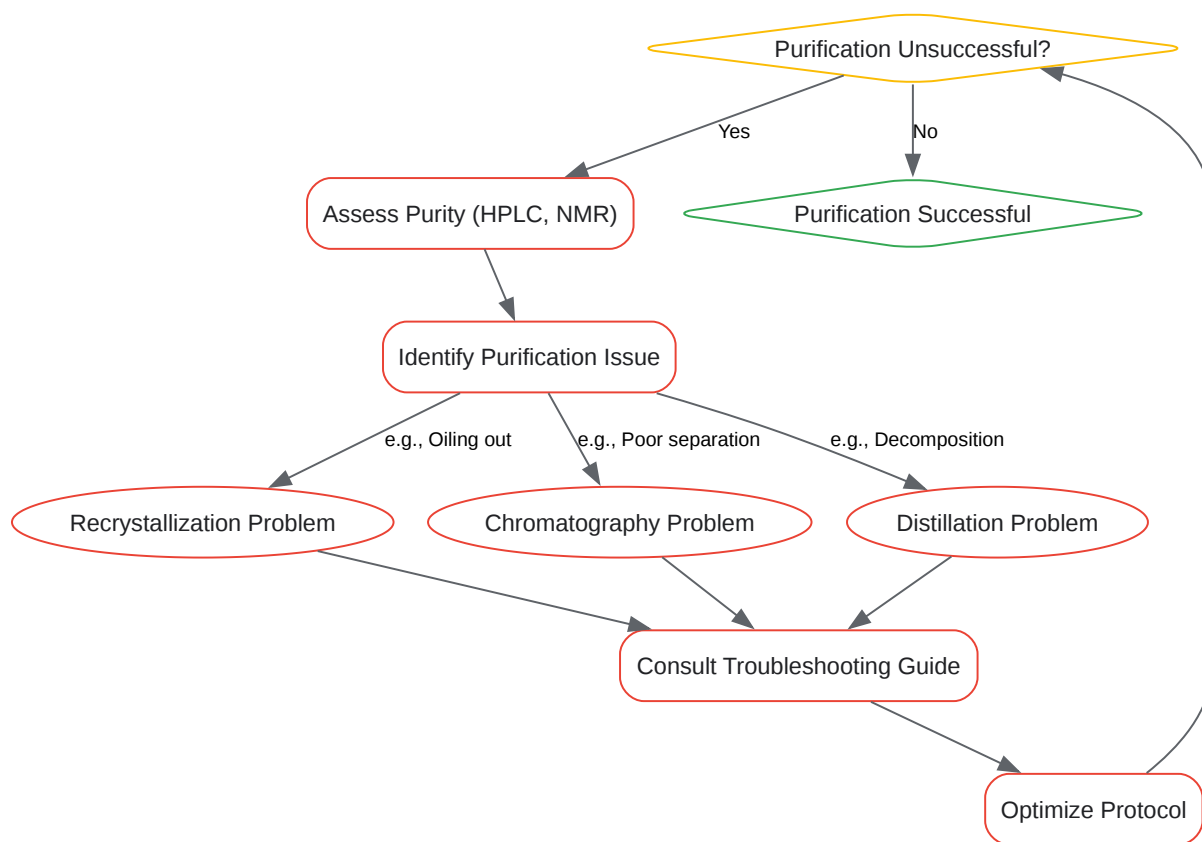 Purification Unsuccessful?
Yes
No
Assess Purity (HPLC, NMR)
Purification Successful
Identify Purification Issue
e.g., Oiling out
e.g., Poor separation
e.g., Decomposition
Recrystallization Problem
Chromatography Problem
Distillation Problem
Consult Troubleshooting Guide
Optimize Protocol